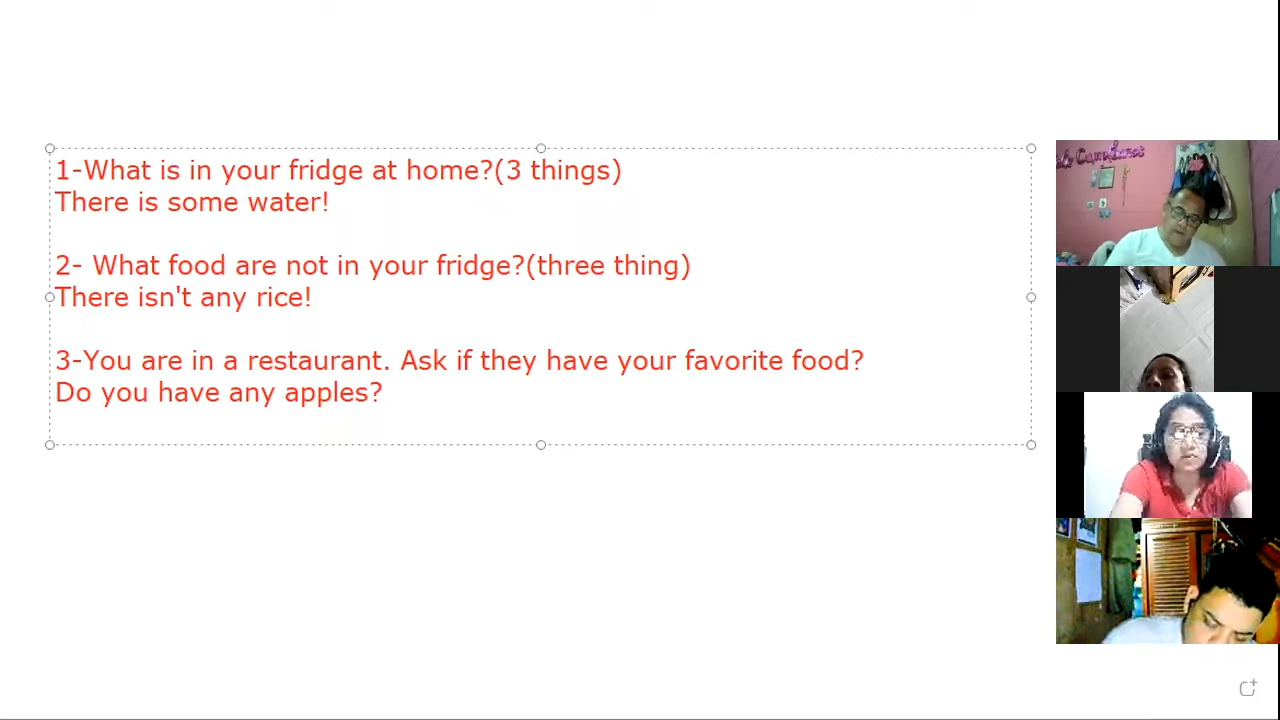 1-What is in your fridge at home?(3 things)
There is some water!
2- What food are not in your fridge?(three thing)
There isn't any rice!
3-You are in a restaurant. Ask if they have your favorite food?
Do you have any apples?